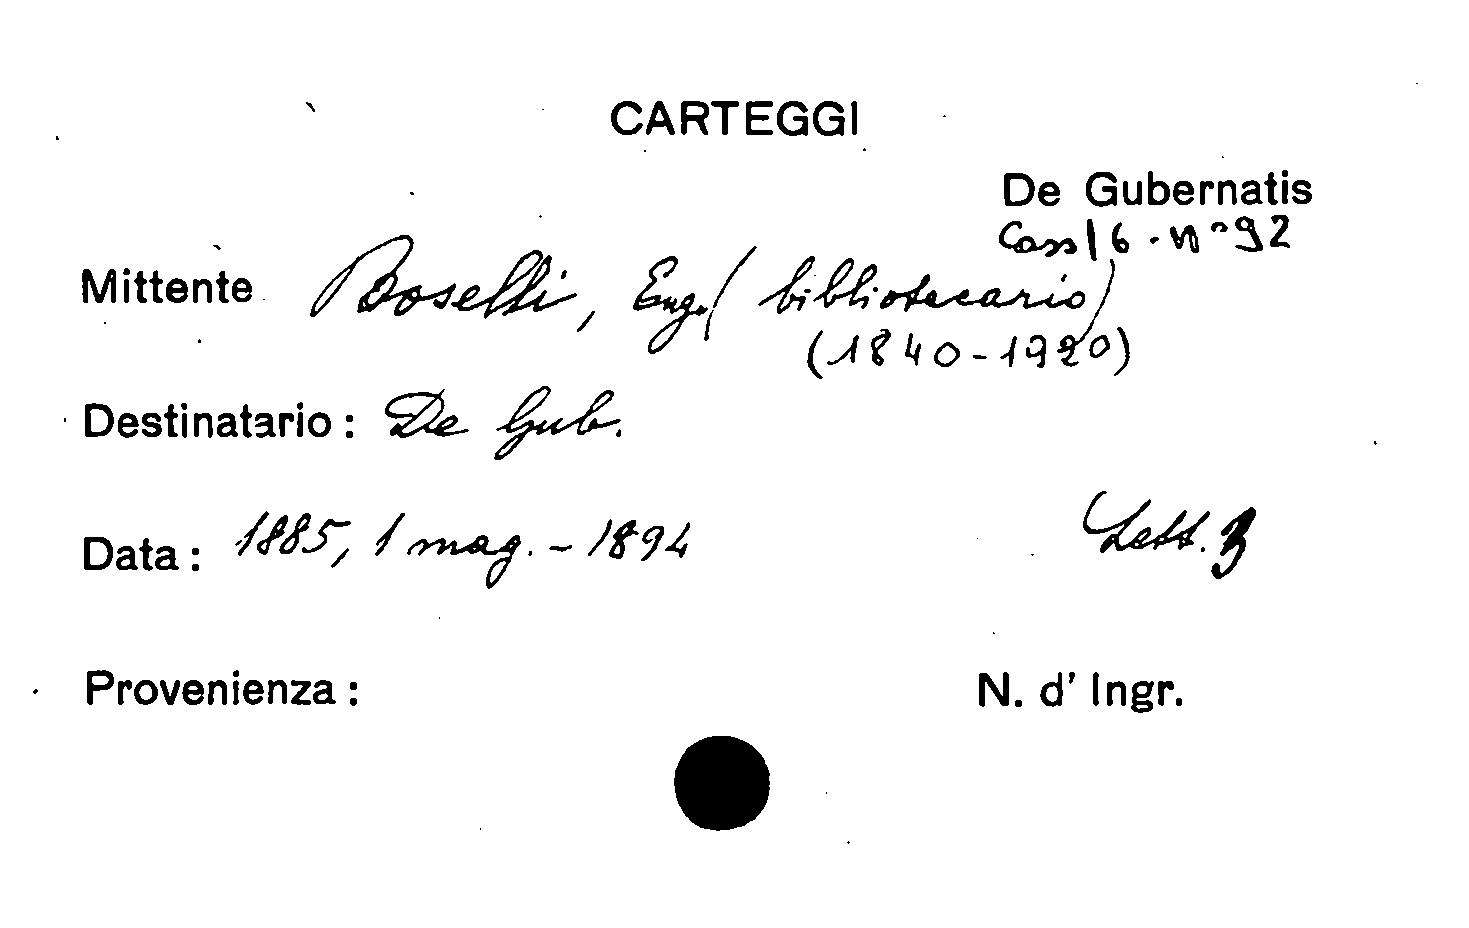 CARTEGGI
De Gubernatis
Cass 16 . n° 92
Mittente Boselli, Eug. (bibliotecario)
(1840-1920)
Destinatario : De Gub.
Data : 1885, 1 mag. - 1894
Lett. 3
Provenienza :
N. d' Ingr.